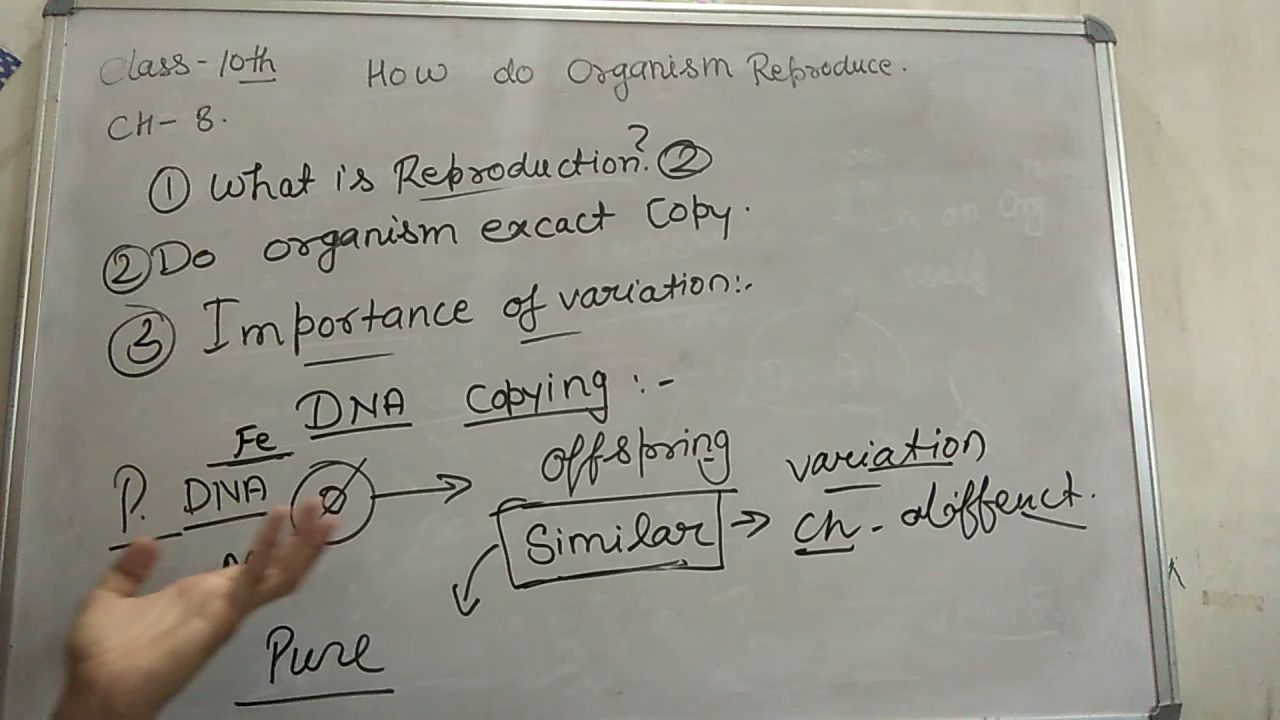 Class-10th How do Organism Reproduce.
CH-8.
① What is Reproduction? ②
② Do organism excact Copy.
③ Importance of variation:.
DNA Copying :-
Fe
P. DNA → offspring variation
Similar → Ch. diffenct.
Pure